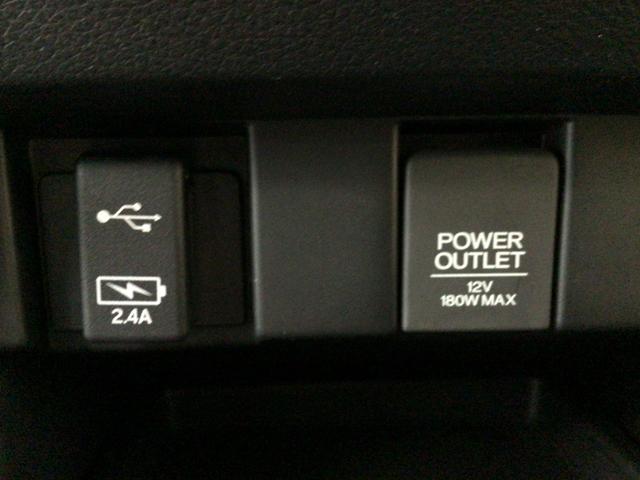 2.4A
POWER
OUTLET
12V
180W MAX